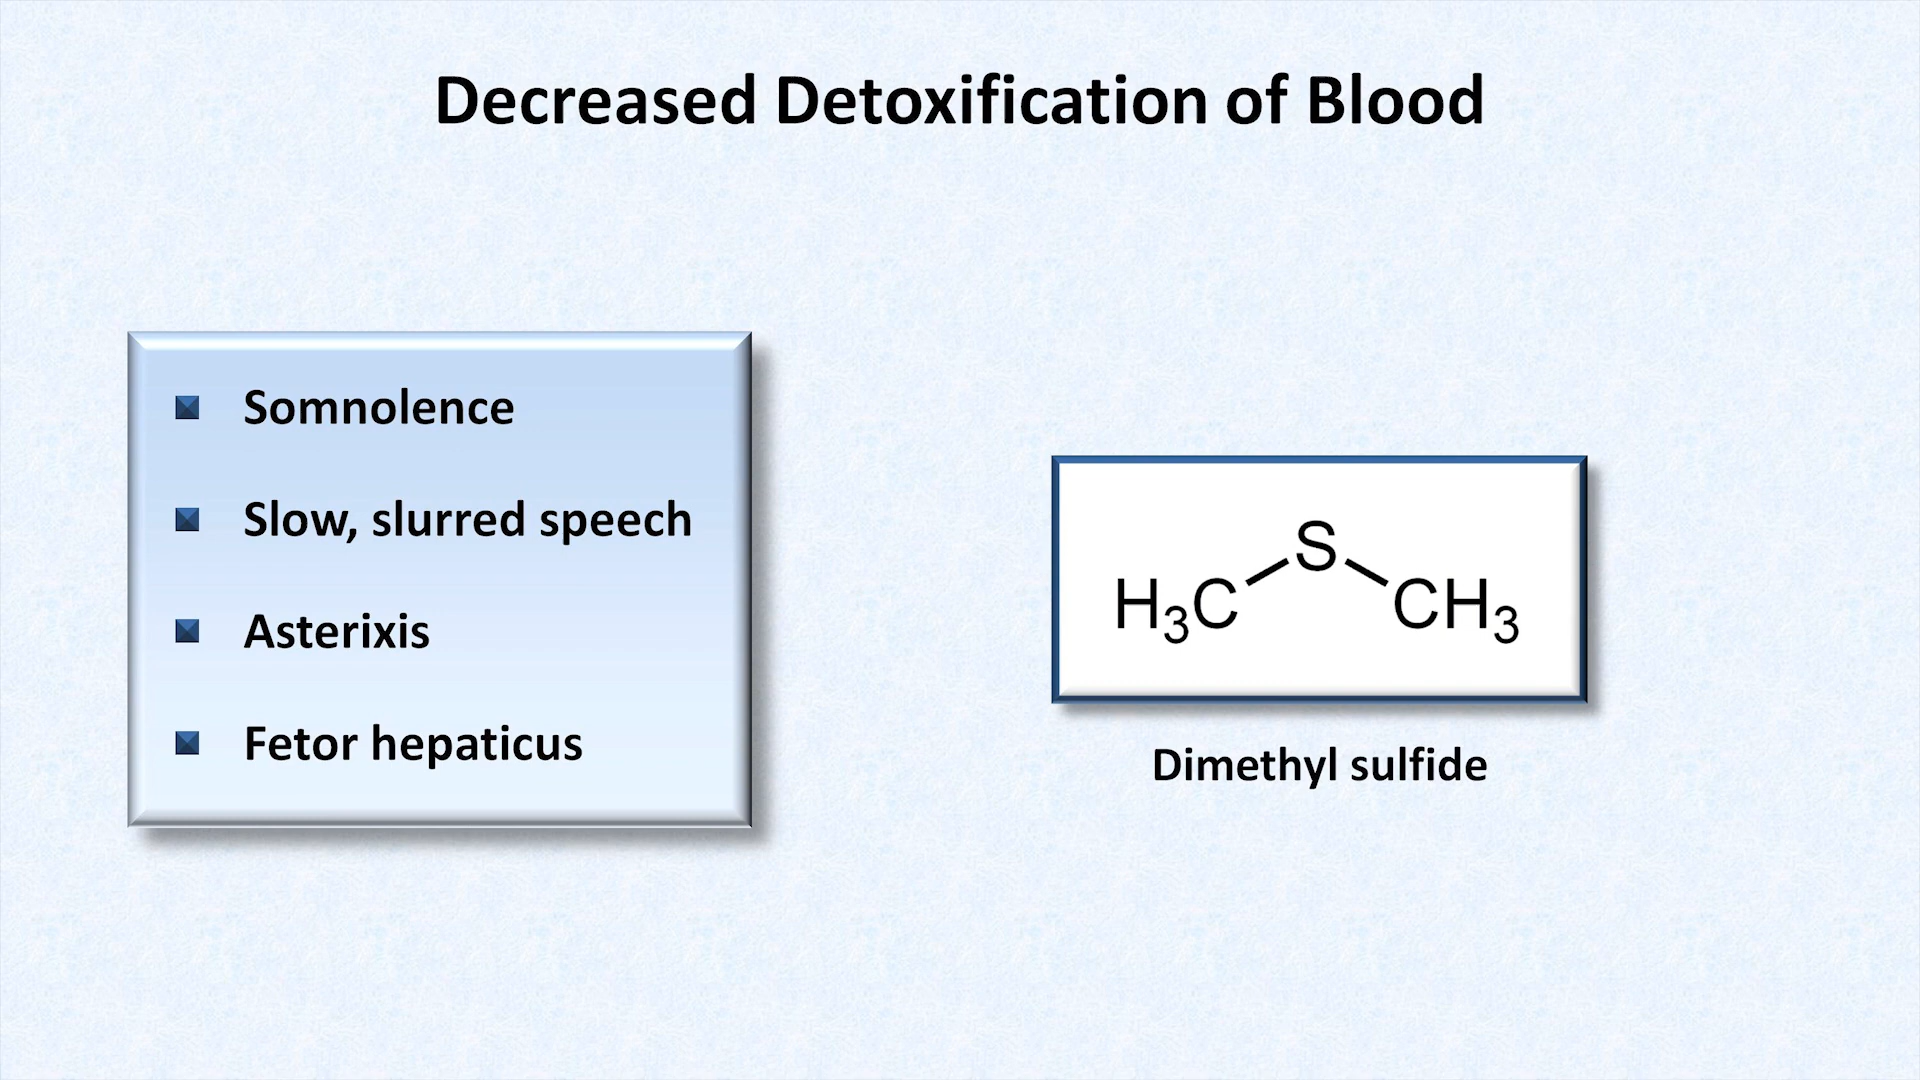 Decreased Detoxification of Blood
Somnolence
Slow, slurred speech
Asterixis
Fetor hepaticus
S
H₃C CH₃
Dimethyl sulfide